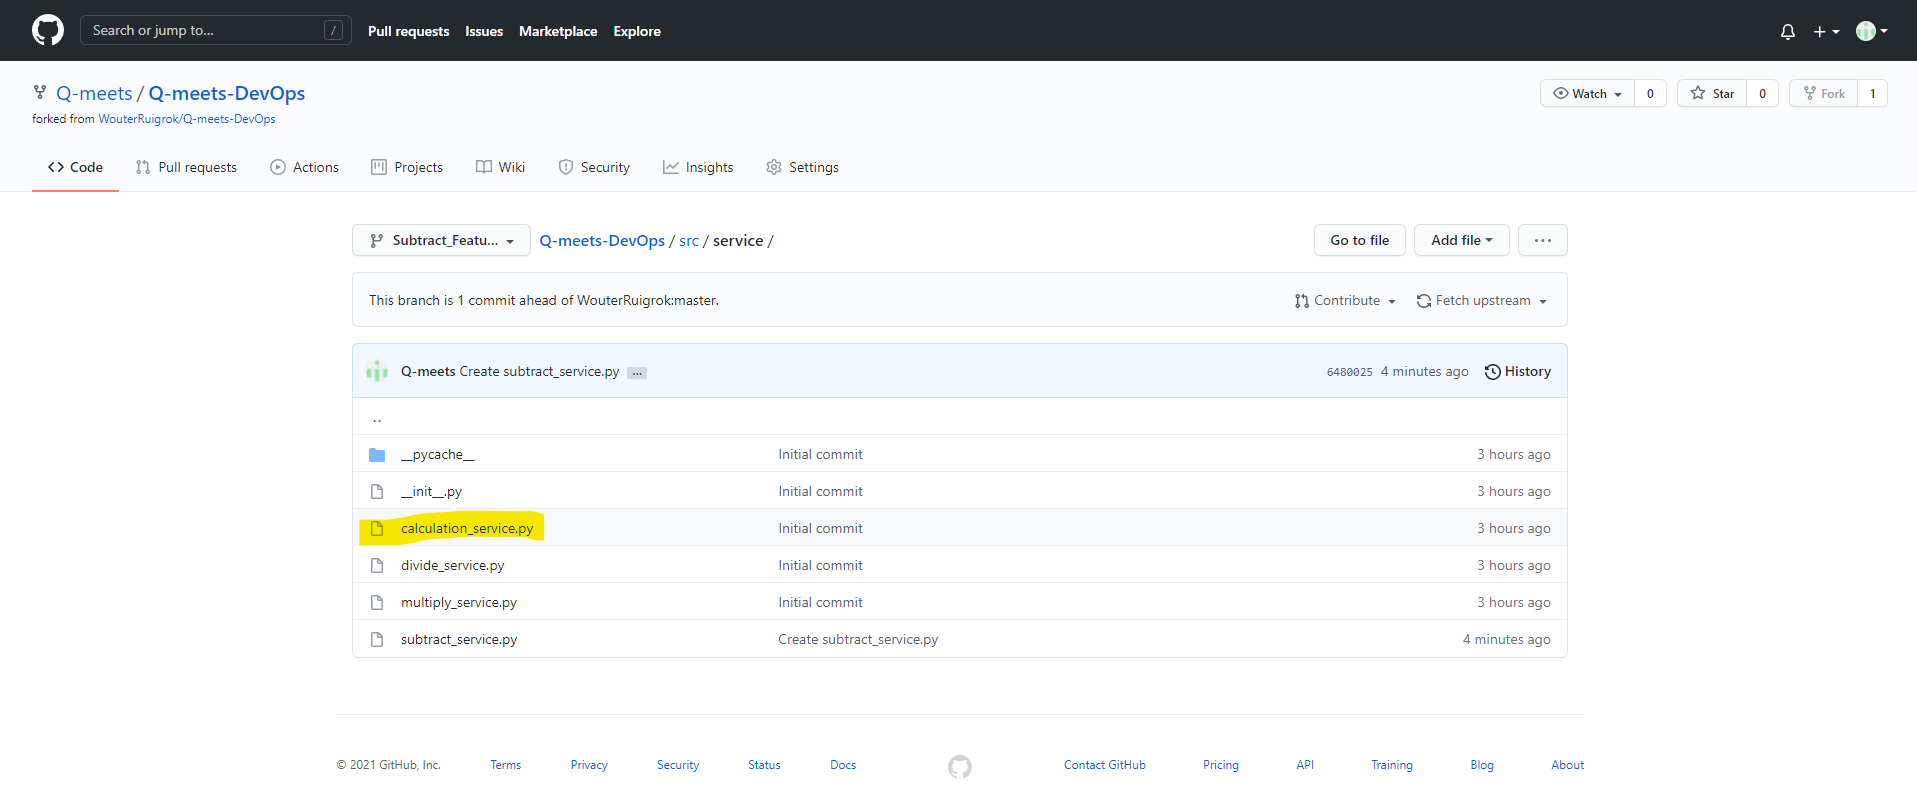 Search or jump to... /
Pull requests Issues Marketplace Explore
Q-meets / Q-meets-DevOps
Watch 0 Star 0 Fork 1
forked from WouterRuigrok/Q-meets-DevOps
Code Pull requests Actions Projects Wiki Security Insights Settings
Subtract_Featu... Q-meets-DevOps / src / service / Go to file Add file ...
This branch is 1 commit ahead of WouterRuigrok:master. Contribute Fetch upstream
Q-meets Create subtract_service.py ... 6480025 4 minutes ago History
..
__pycache__ Initial commit 3 hours ago
__init__.py Initial commit 3 hours ago
calculation_service.py Initial commit 3 hours ago
divide_service.py Initial commit 3 hours ago
multiply_service.py Initial commit 3 hours ago
subtract_service.py Create subtract_service.py 4 minutes ago
© 2021 GitHub, Inc. Terms Privacy Security Status Docs Contact GitHub Pricing API Training Blog About